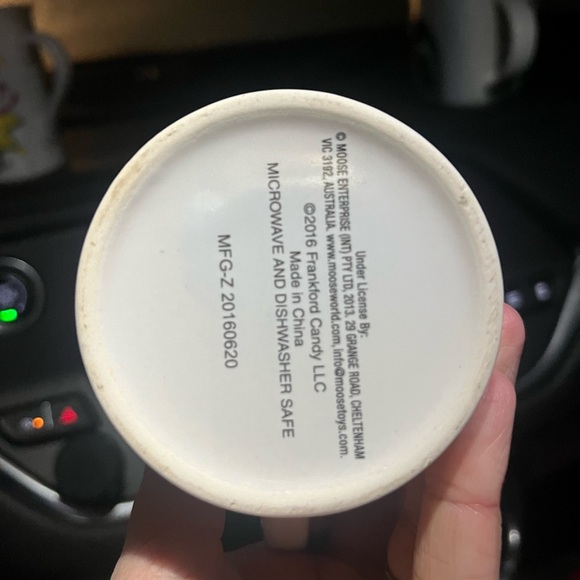 Under License By:
© MOOSE ENTERPRISE (INT) PTY LTD, 2013. 29 GRANGE ROAD, CHELTENHAM
VIC 3192, AUSTRALIA. www.mooseworld.com, info@moosetoys.com.
©2016 Frankford Candy LLC
Made in China
MICROWAVE AND DISHWASHER SAFE
MFG-Z 20160620